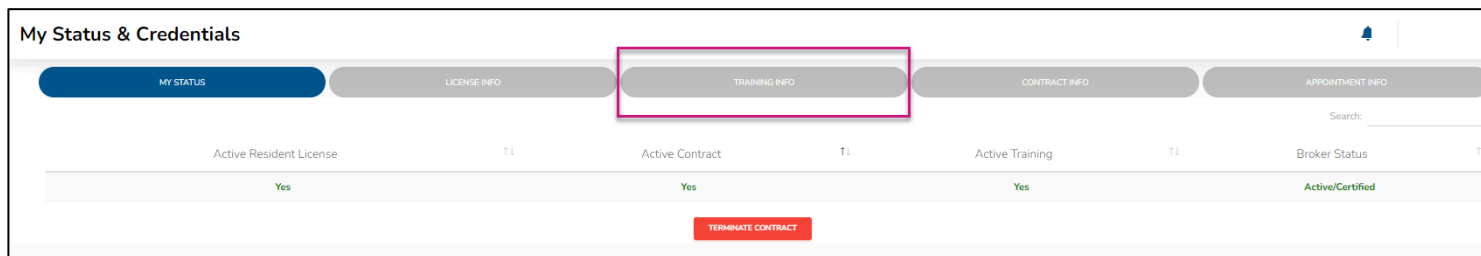 My Status & Credentials
MY STATUS LICENSE INFO TRAINING INFO CONTRACT INFO APPOINTMENT INFO
Search:
Active Resident License Active Contract Active Training Broker Status
Yes Yes Yes Active/Certified
TERMINATE CONTRACT